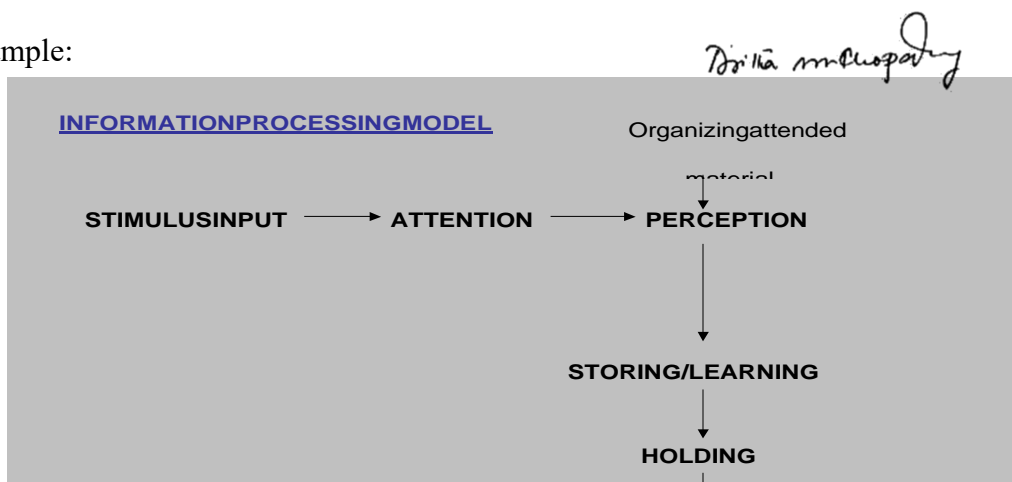 mple:
INFORMATIONPROCESSINGMODEL
Organizingattended
material
STIMULUSINPUT ATTENTION PERCEPTION
STORING/LEARNING
HOLDING